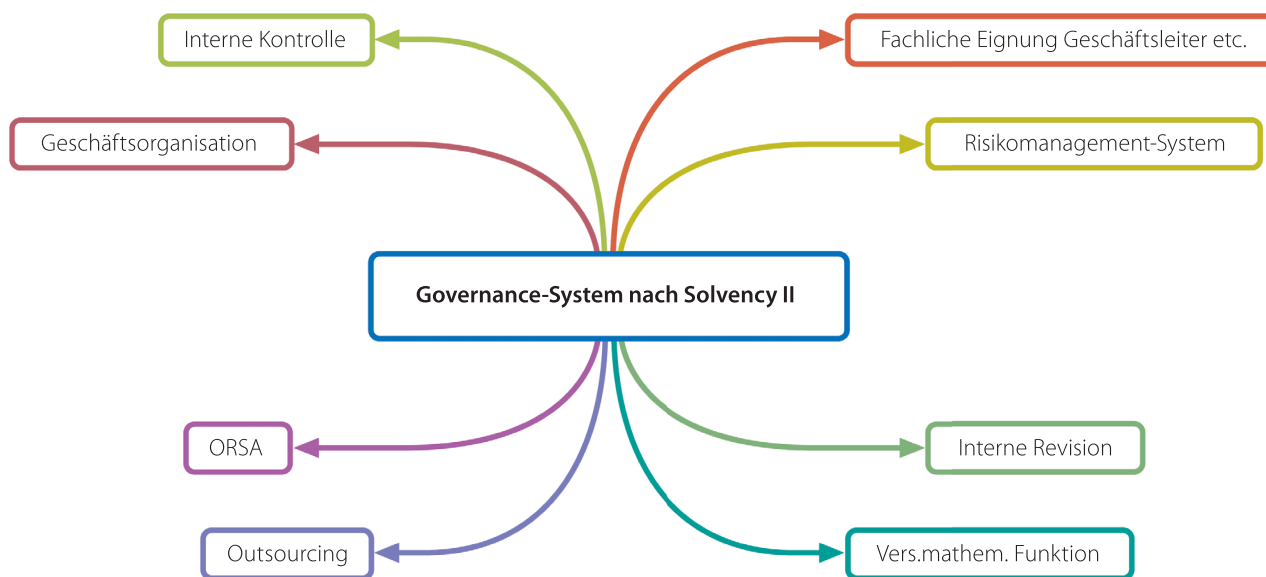 Interne Kontrolle
Fachliche Eignung Geschäftsleiter etc.
Geschäftsorganisation
Risikomanagement-System
Governance-System nach Solvency II
ORSA
Interne Revision
Outsourcing
Vers.mathem. Funktion